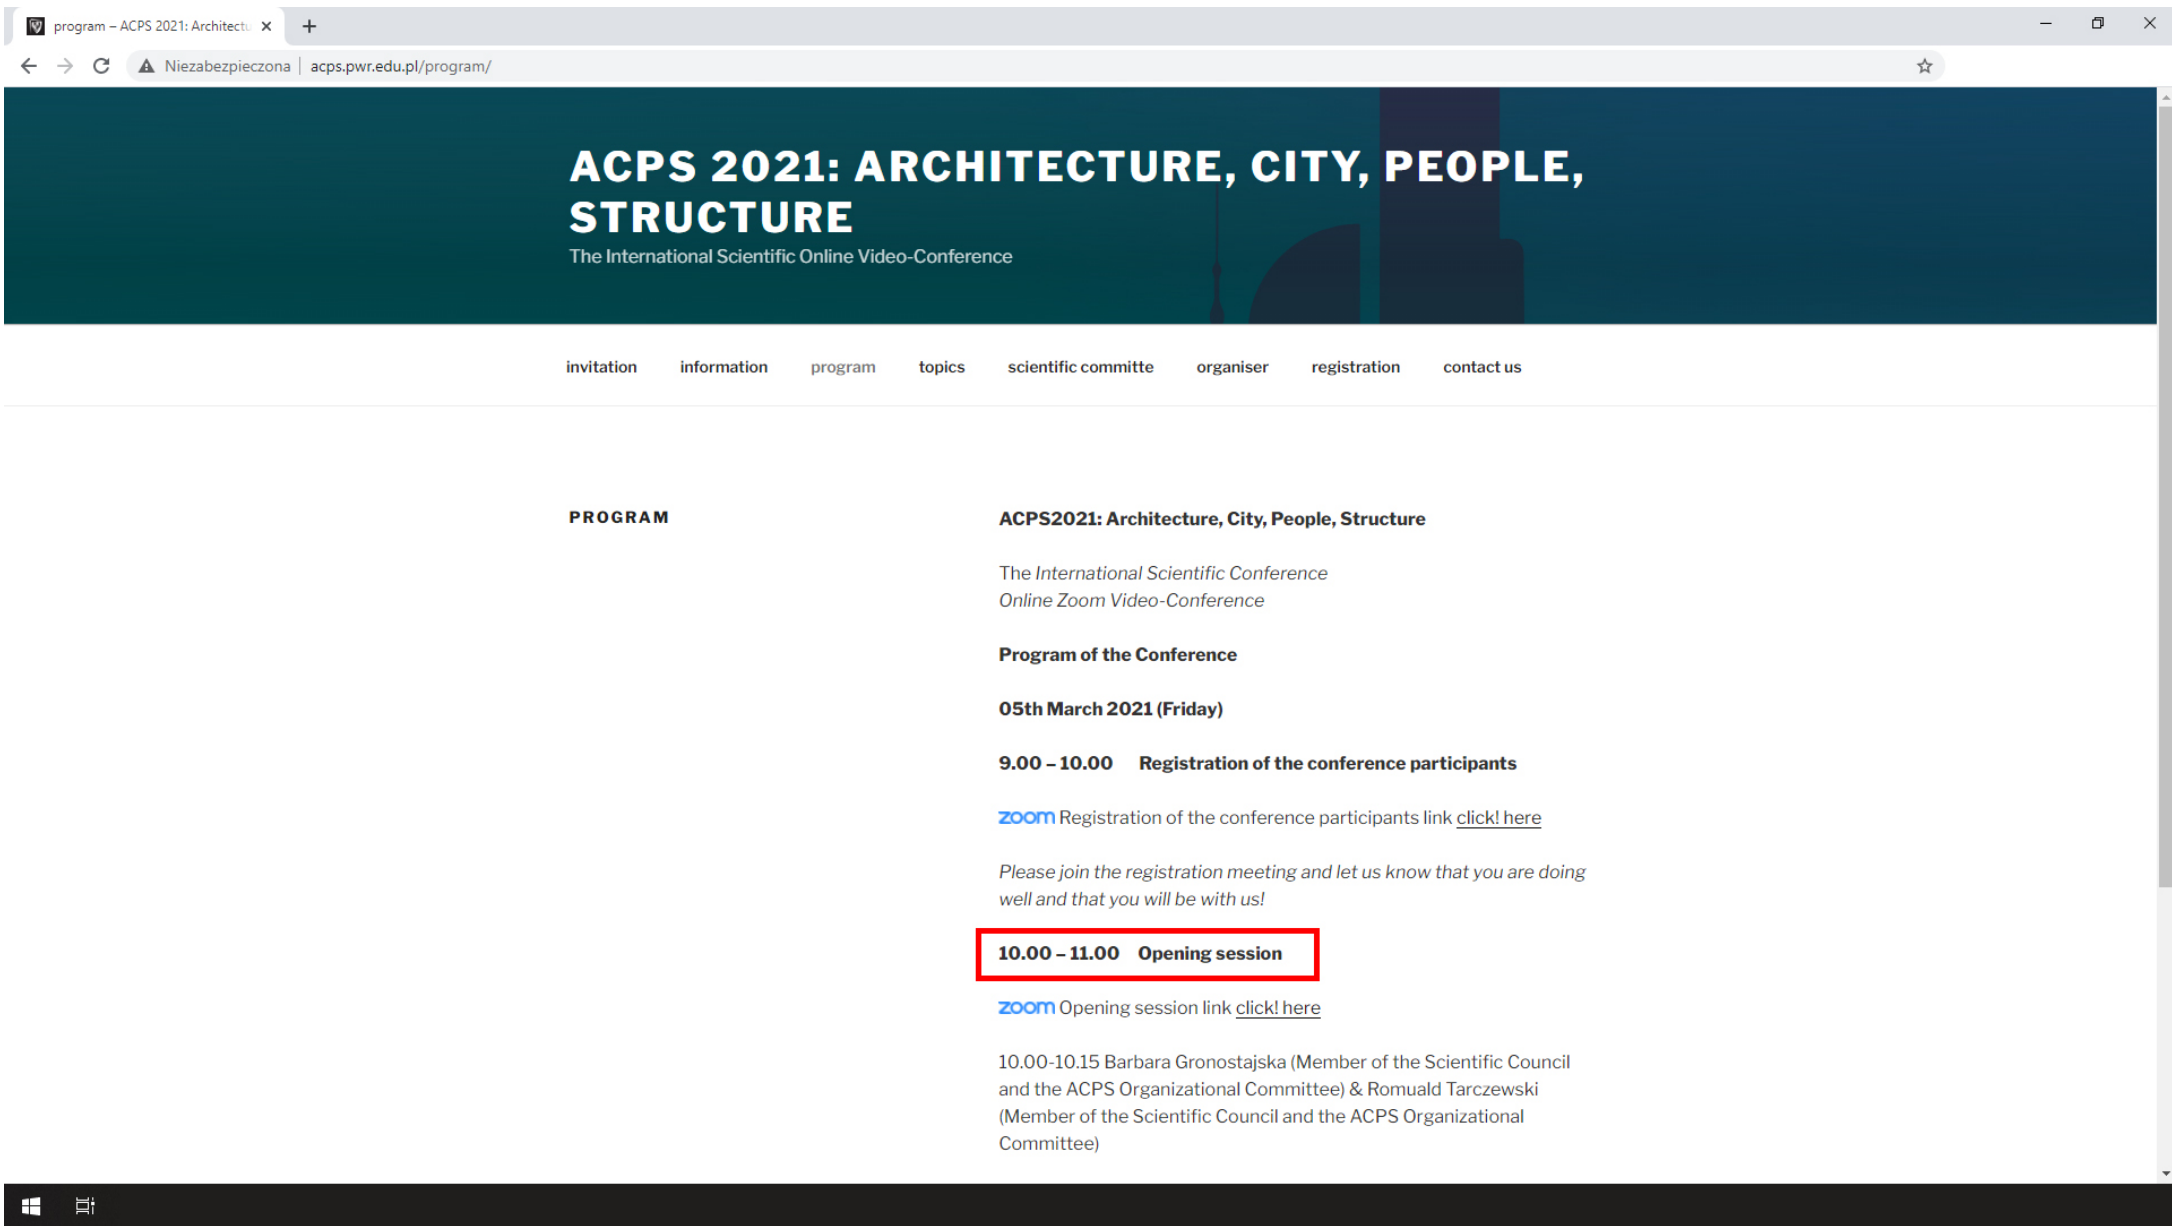 program – ACPS 2021: Architectu
Niezabezpieczona | acps.pwr.edu.pl/program/
ACPS 2021: ARCHITECTURE, CITY, PEOPLE,
STRUCTURE
The International Scientific Online Video-Conference
invitation information program topics scientific committe organiser registration contact us
PROGRAM
ACPS2021: Architecture, City, People, Structure
The International Scientific Conference
Online Zoom Video-Conference
Program of the Conference
05th March 2021 (Friday)
9.00 – 10.00 Registration of the conference participants
zoom Registration of the conference participants link click! here
Please join the registration meeting and let us know that you are doing
well and that you will be with us!
10.00 – 11.00 Opening session
zoom Opening session link click! here
10.00-10.15 Barbara Gronostajska (Member of the Scientific Council
and the ACPS Organizational Committee) & Romuald Tarczewski
(Member of the Scientific Council and the ACPS Organizational
Committee)